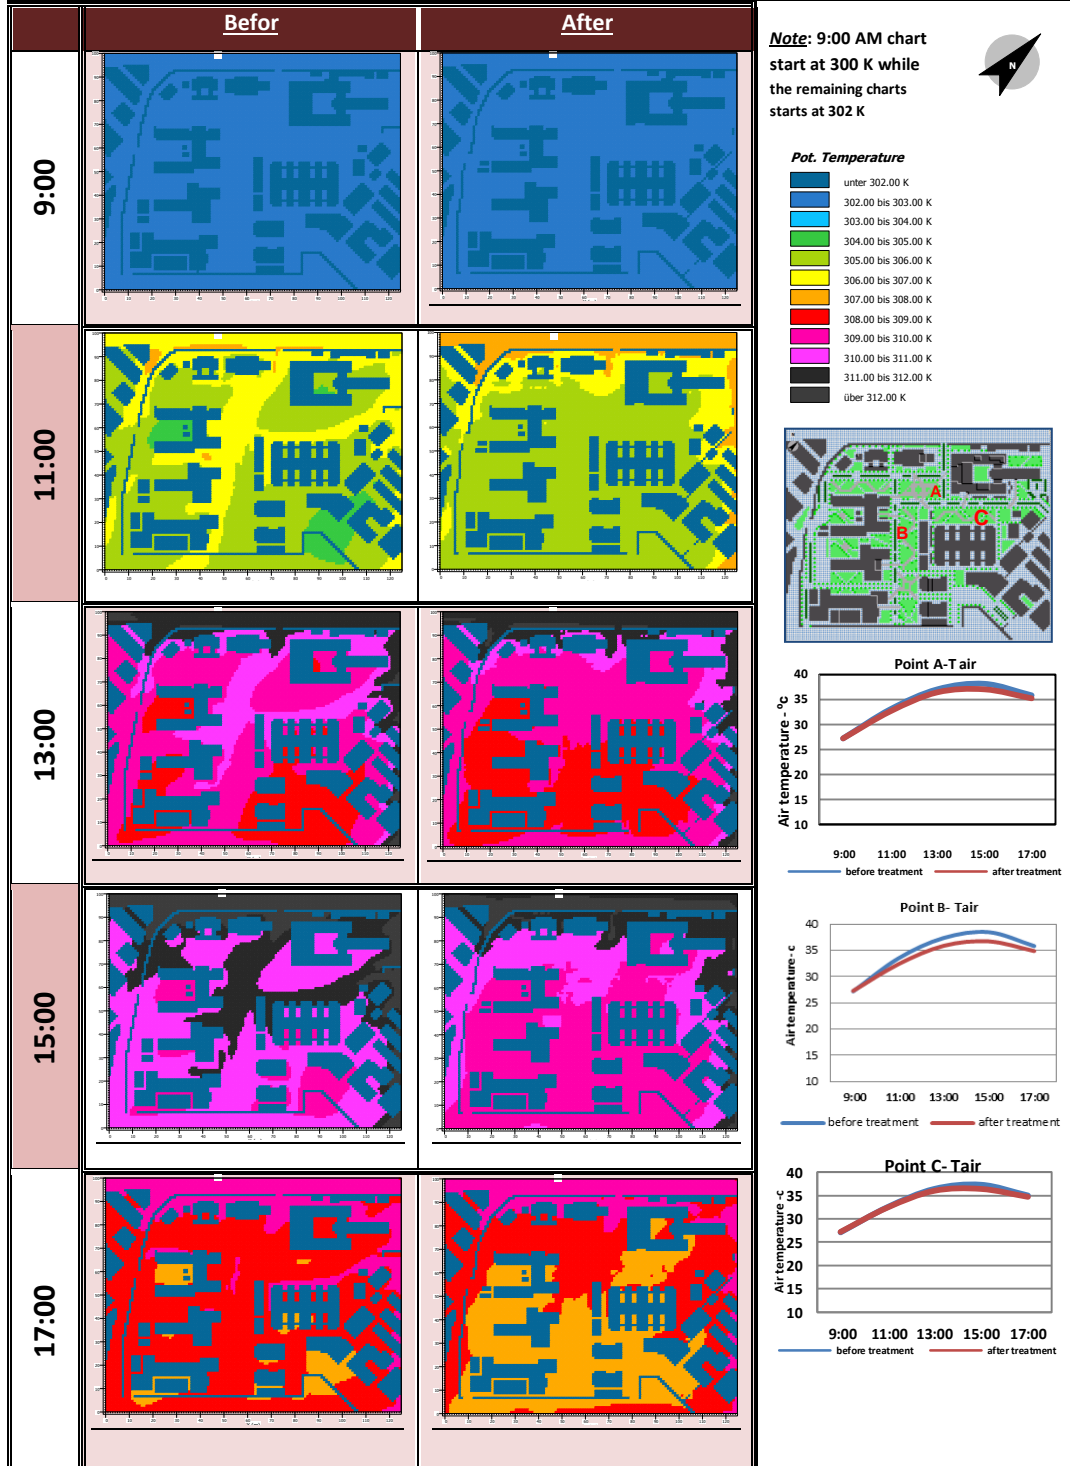 Befor
After
9:00
11:00
13:00
15:00
17:00
Note: 9:00 AM chart
start at 300 K while
the remaining charts
starts at 302 K
N
Pot. Temperature
unter 302.00 K
302.00 bis 303.00 K
303.00 bis 304.00 K
304.00 bis 305.00 K
305.00 bis 306.00 K
306.00 bis 307.00 K
307.00 bis 308.00 K
308.00 bis 309.00 K
309.00 bis 310.00 K
310.00 bis 311.00 K
311.00 bis 312.00 K
über 312.00 K
A
C
B
Point A-T air
Air temperature - °c
40
35
30
25
20
15
10
9:00 11:00 13:00 15:00 17:00
before treatment after treatment
Point B- Tair
Air temperature - c
40
35
30
25
20
15
10
9:00 11:00 13:00 15:00 17:00
before treatment after treatment
Point C- Tair
Air temperature -c
40
35
30
25
20
15
10
9:00 11:00 13:00 15:00 17:00
before treatment after treatment